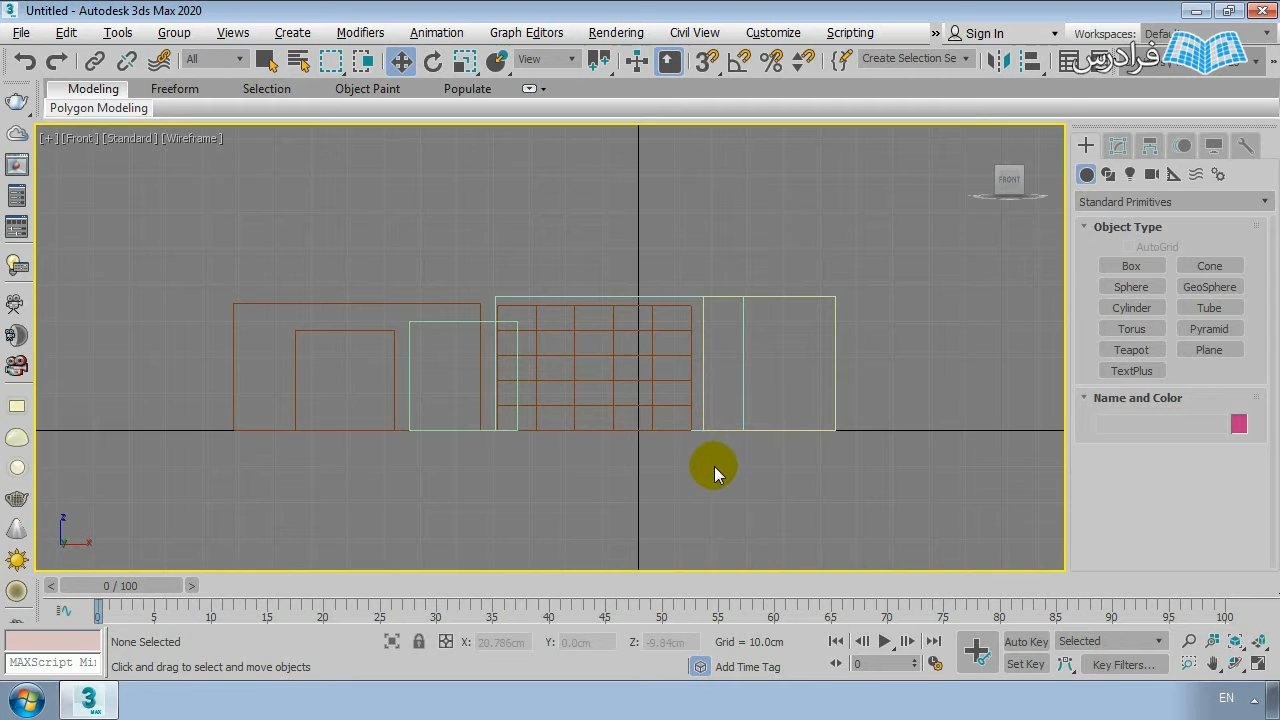 Untitled - Autodesk 3ds Max 2020
File Edit Tools Group Views Create Modifiers Animation Graph Editors Rendering Civil View Customize Scripting » Sign In Workspaces:
فرادرس
All View Create Selection Se
Modeling Freeform Selection Object Paint Populate
Polygon Modeling
[+] [Front] [Standard] [Wireframe]
FRONT
Standard Primitives
Object Type
AutoGrid
Box Cone
Sphere GeoSphere
Cylinder Tube
Torus Pyramid
Teapot Plane
TextPlus
Name and Color
z
y x
< 0 / 100 >
0 5 10 15 20 25 30 35 40 45 50 55 60 65 70 75 80 85 90 95 100
None Selected X: 20.786cm Y: 0.0cm Z: -9.84cm Grid = 10.0cm Auto Key Selected
MAXScript Min Click and drag to select and move objects Add Time Tag 0 Set Key Key Filters...
3 MAX EN